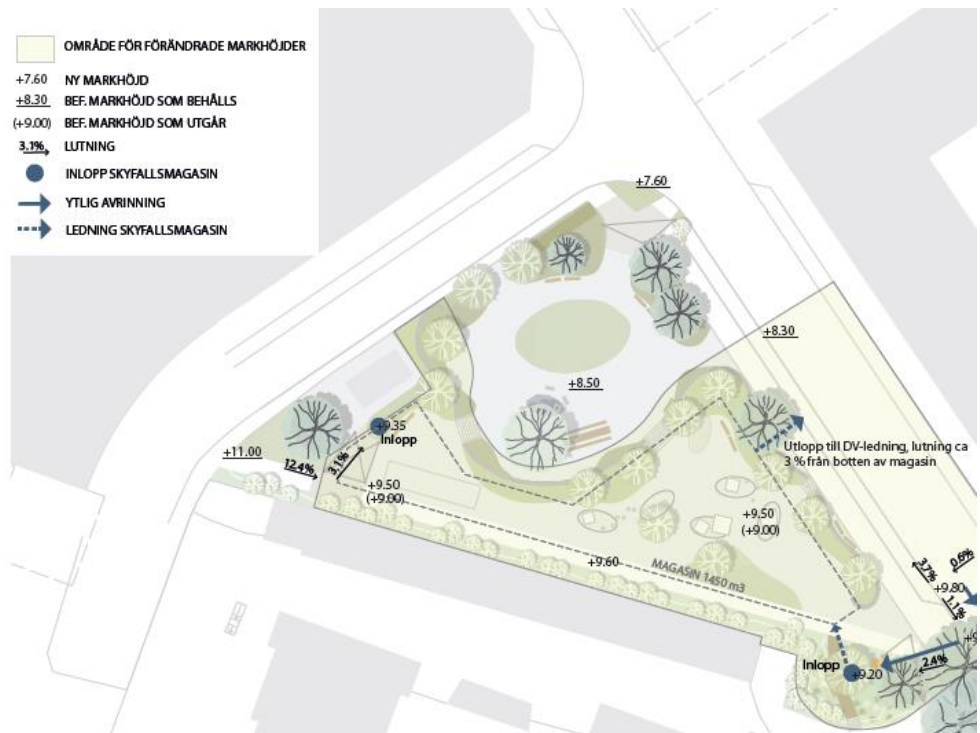 OMRÅDE FÖR FÖRÄNDRADE MARKHÖJDER
+7.60 NY MARKHÖJD
+8.30 BEF. MARKHÖJD SOM BEHÅLLS
(+9.00) BEF. MARKHÖJD SOM UTGÅR
3.1% LUTNING
INLOPP SKYFALLSMAGASIN
YTLIG AVRINNING
LEDNING SKYFALLSMAGASIN
+7.60
+8.30
+8.50
+9.35
Inlopp
+11.00
12.4%
3.1%
+9.50
(+9.00)
Utlopp till DV-ledning, lutning ca
3 % från botten av magasin
+9.50
(+9.00)
+9.60
MAGASIN 1450 m3
0.6%
3.7%
+9.80
1.1%
2.4%
Inlopp
+9.20